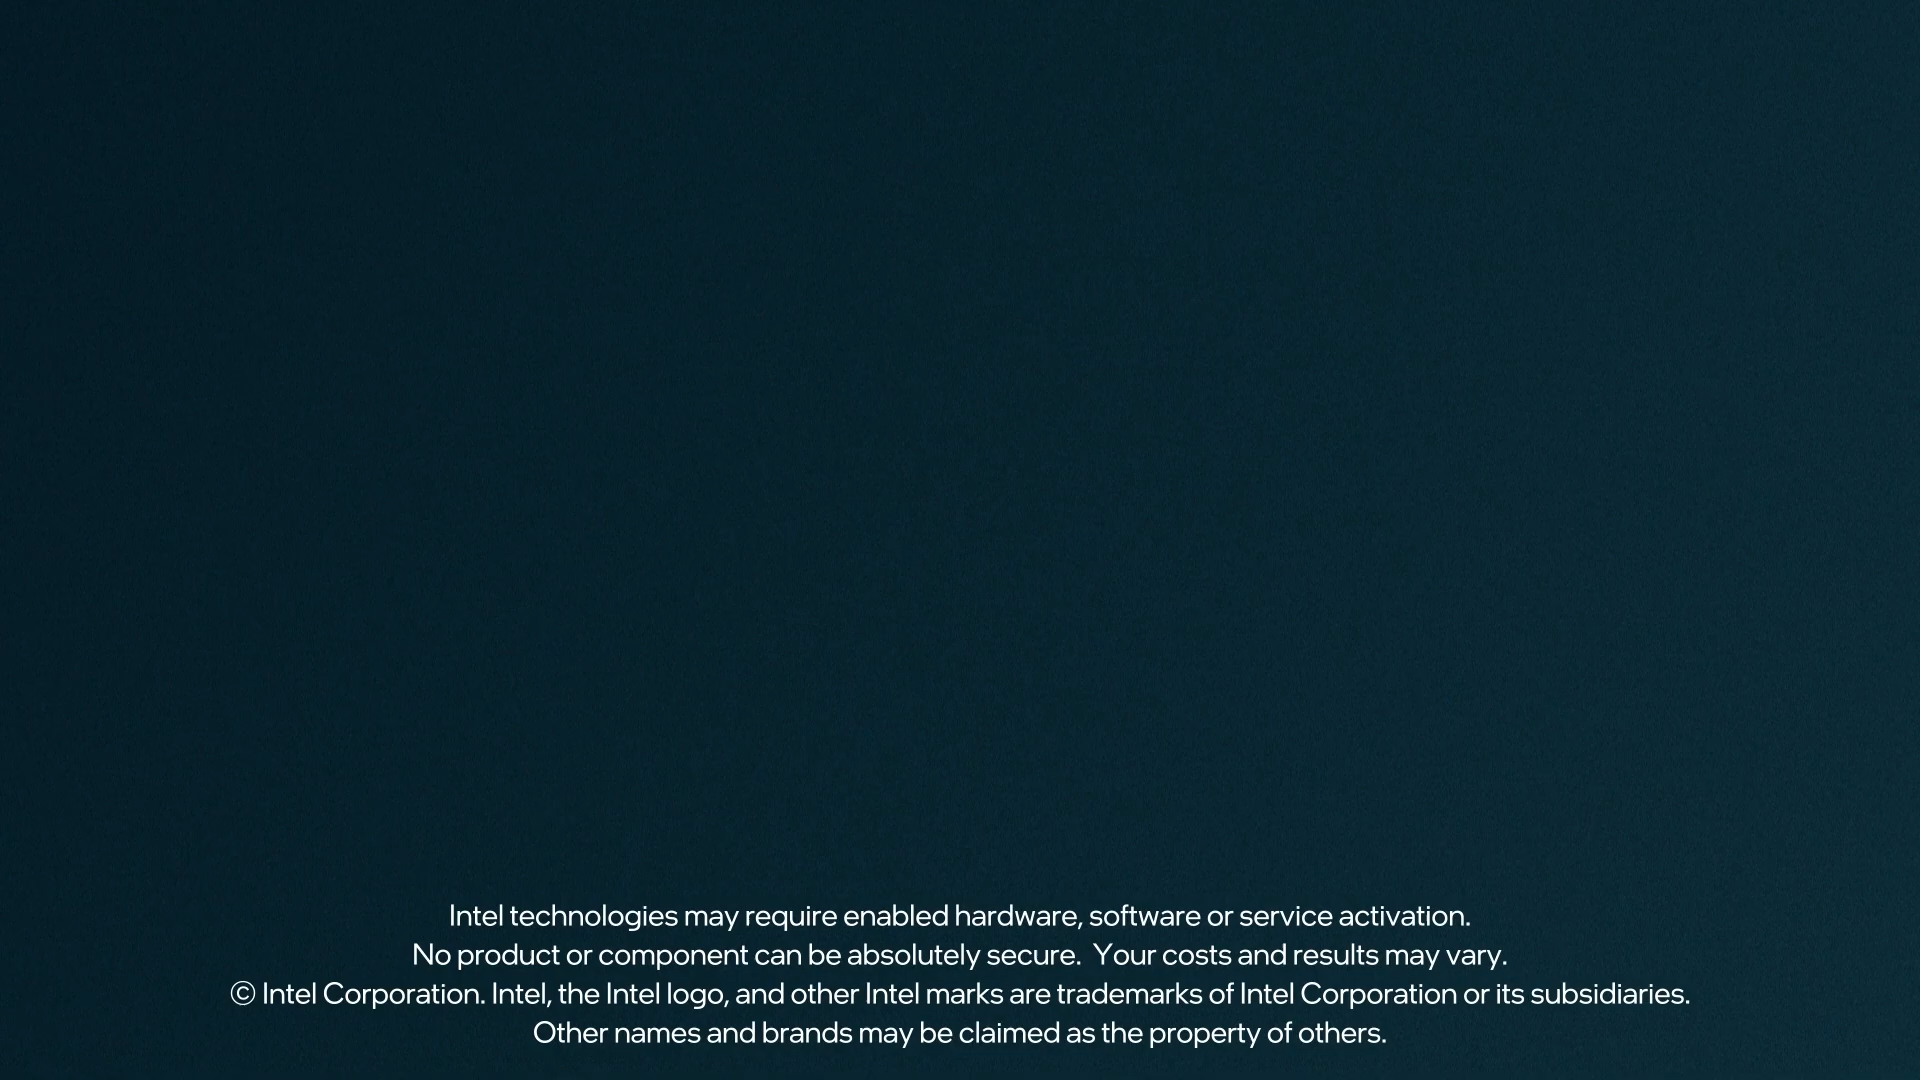 Intel technologies may require enabled hardware, software or service activation.
No product or component can be absolutely secure.  Your costs and results may vary.
© Intel Corporation. Intel, the Intel logo, and other Intel marks are trademarks of Intel Corporation or its subsidiaries.
Other names and brands may be claimed as the property of others.